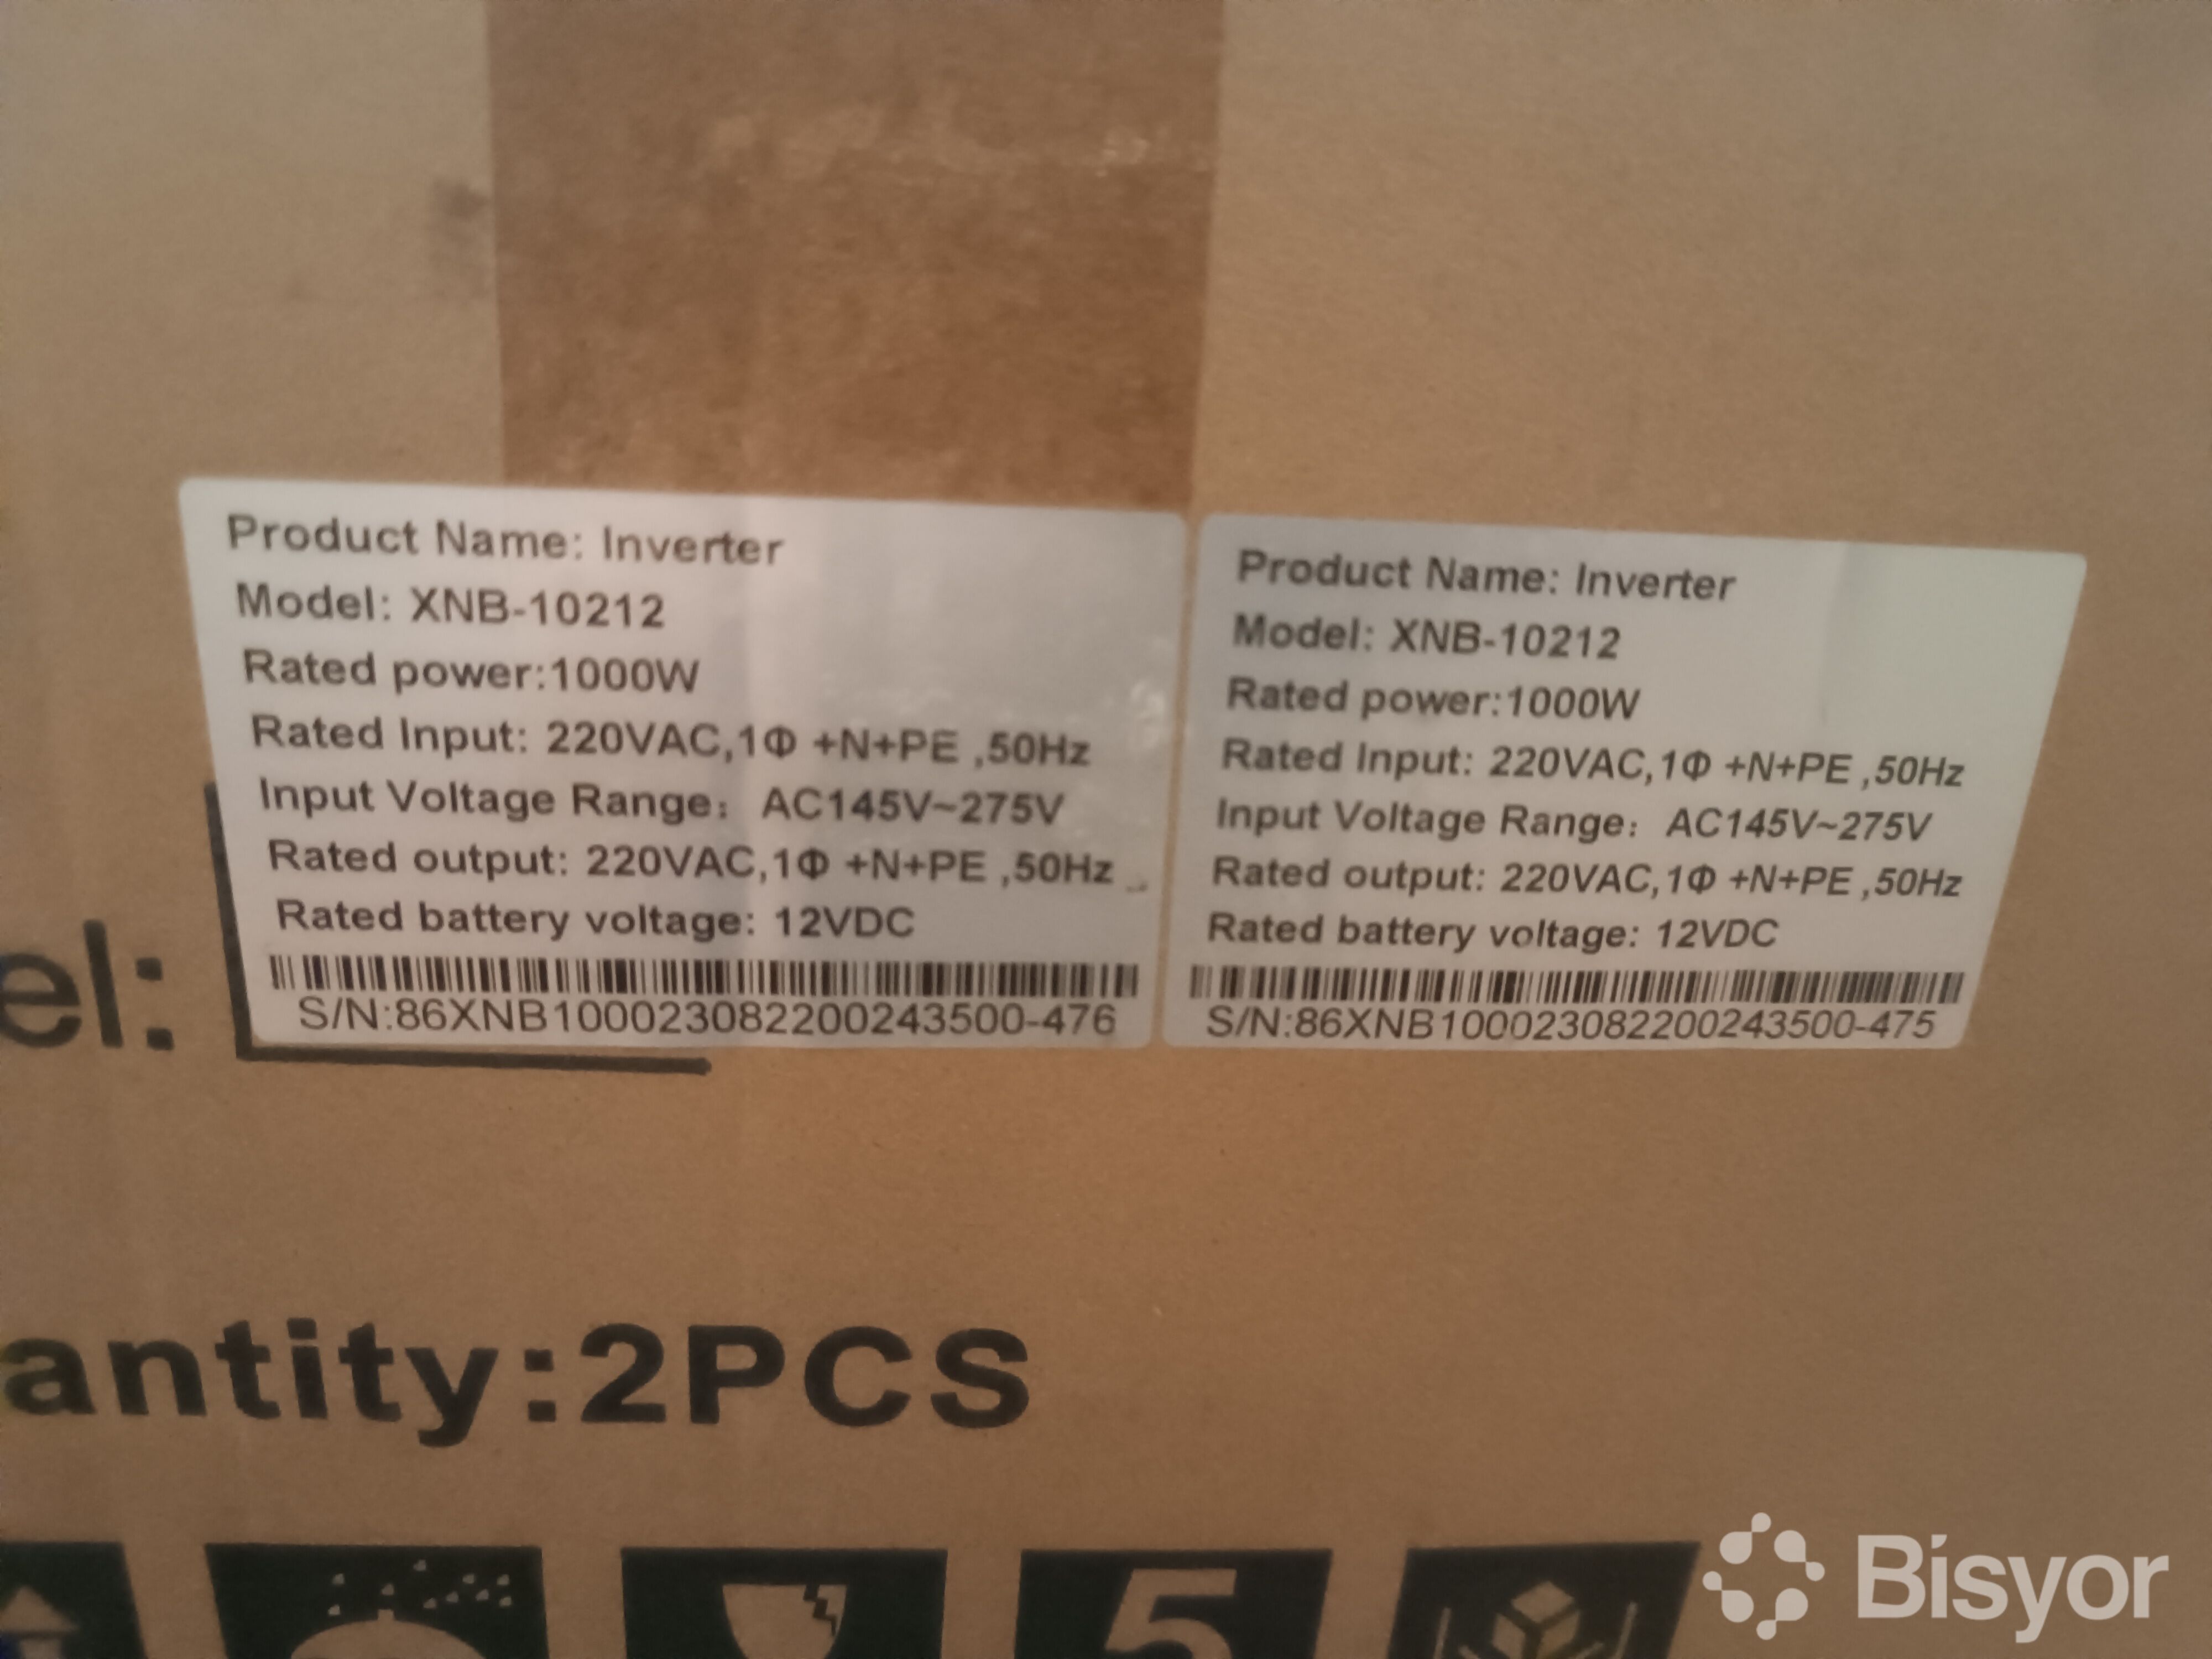 Product Name: Inverter
Model: XNB-10212
Rated power:1000W
Rated Input: 220VAC,1Φ +N+PE ,50Hz
Input Voltage Range: AC145V~275V
Rated output: 220VAC,1Φ +N+PE ,50Hz
Rated battery voltage: 12VDC
S/N:86XNB100023082200243500-476
Product Name: Inverter
Model: XNB-10212
Rated power:1000W
Rated Input: 220VAC,1Φ +N+PE ,50Hz
Input Voltage Range: AC145V~275V
Rated output: 220VAC,1Φ +N+PE ,50Hz
Rated battery voltage: 12VDC
S/N:86XNB100023082200243500-475
el:
antity:2PCS
5
Bisyor